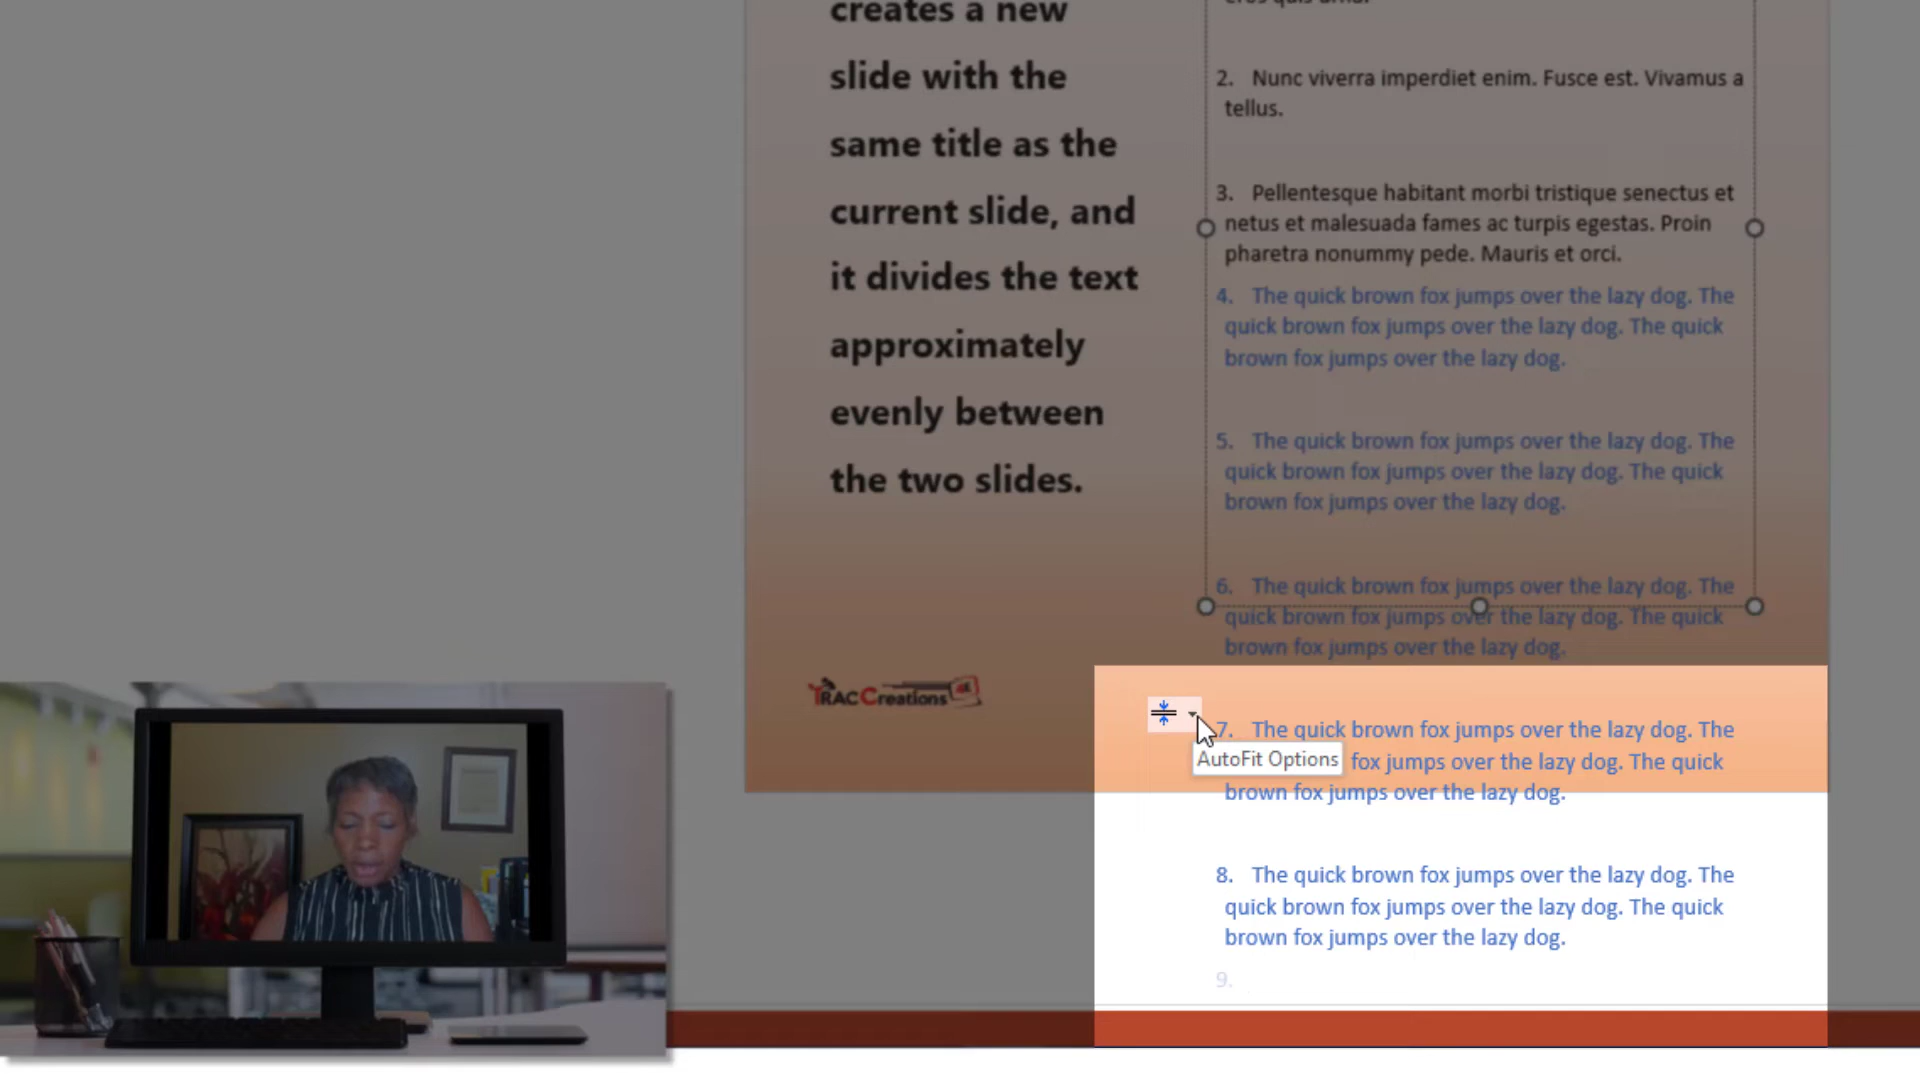 creates a new
slide with the
same title as the
current slide, and
it divides the text
approximately
evenly between
the two slides.
TRACCreations4E
eros quis urna.
2. Nunc viverra imperdiet enim. Fusce est. Vivamus a
tellus.
3. Pellentesque habitant morbi tristique senectus et
netus et malesuada fames ac turpis egestas. Proin
pharetra nonummy pede. Mauris et orci.
4. The quick brown fox jumps over the lazy dog. The
quick brown fox jumps over the lazy dog. The quick
brown fox jumps over the lazy dog.
5. The quick brown fox jumps over the lazy dog. The
quick brown fox jumps over the lazy dog. The quick
brown fox jumps over the lazy dog.
6. The quick brown fox jumps over the lazy dog. The
quick brown fox jumps over the lazy dog. The quick
brown fox jumps over the lazy dog.
7. The quick brown fox jumps over the lazy dog. The
AutoFit Options
fox jumps over the lazy dog. The quick
brown fox jumps over the lazy dog.
8. The quick brown fox jumps over the lazy dog. The
quick brown fox jumps over the lazy dog. The quick
brown fox jumps over the lazy dog.
9.